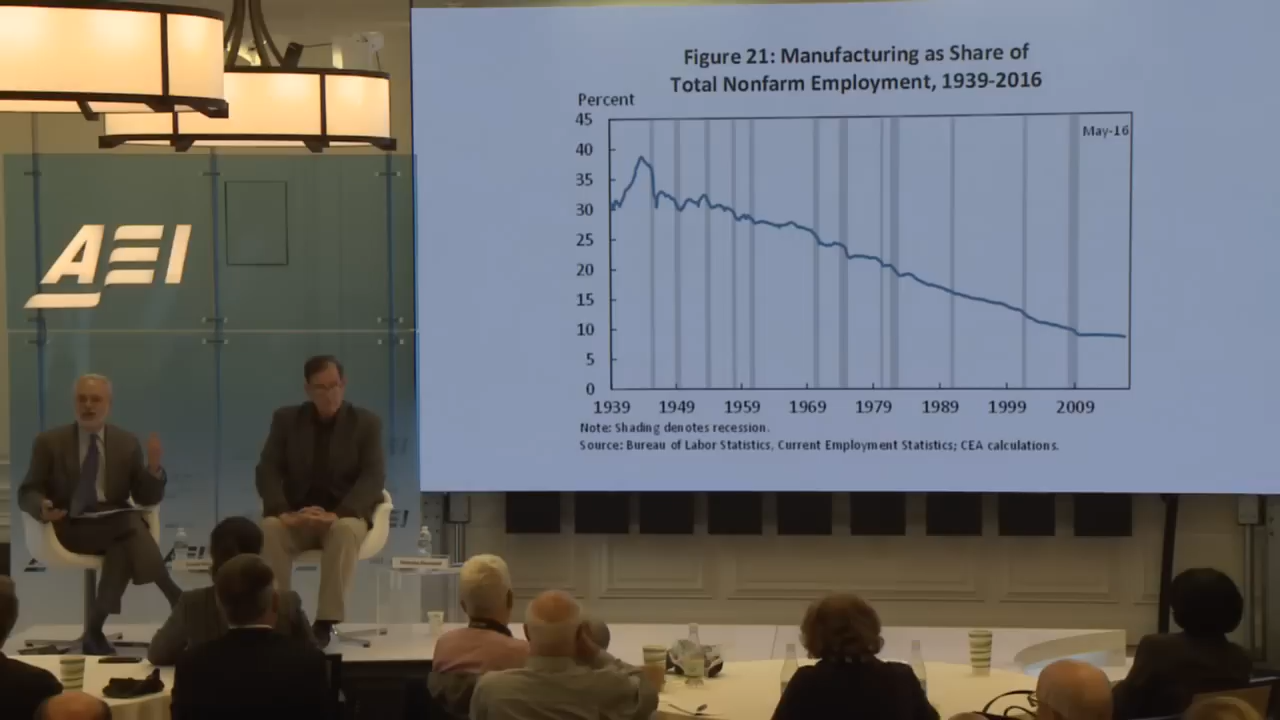 AEI
Figure 21: Manufacturing as Share of
Total Nonfarm Employment, 1939-2016
Percent
45
40
35
30
25
20
15
10
5
0
May-16
1939 1949 1959 1969 1979 1989 1999 2009
Note: Shading denotes recession.
Source: Bureau of Labor Statistics, Current Employment Statistics; CEA calculations.